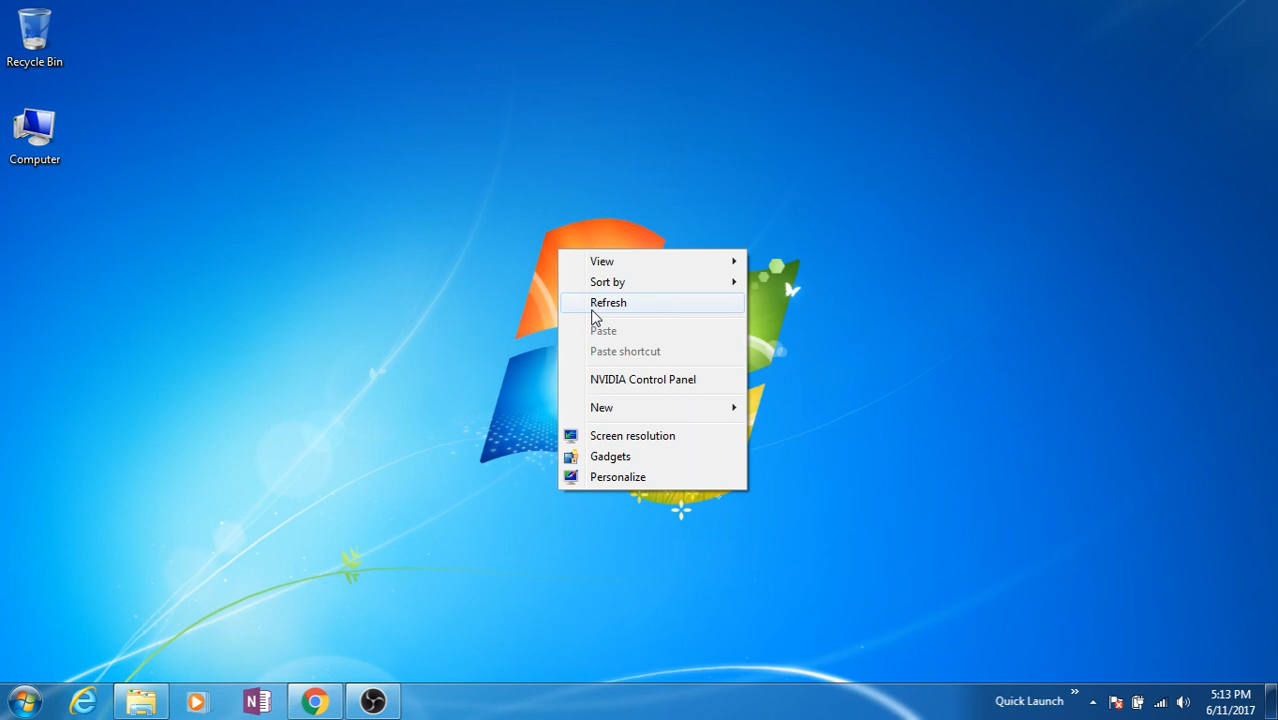 Recycle Bin
Computer
View
Sort by
Refresh
Paste
Paste shortcut
NVIDIA Control Panel
New
Screen resolution
Gadgets
Personalize
N
Quick Launch
5:13 PM
6/11/2017